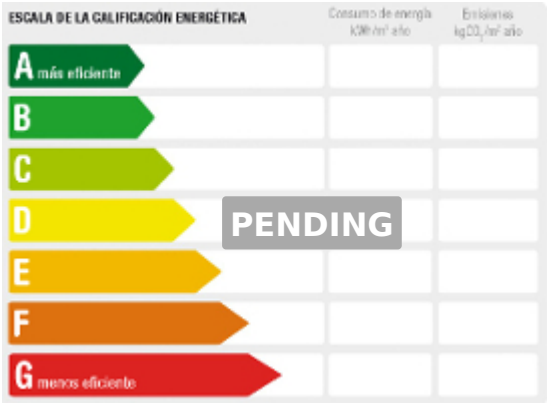 ESCALA DE LA CALIFICACIÓN ENERGÉTICA
Consumo de energía
kWh/m² año
Emisiones
kgCO₂/m² año
A más eficiente
B
C
D
PENDING
E
F
G menos eficiente